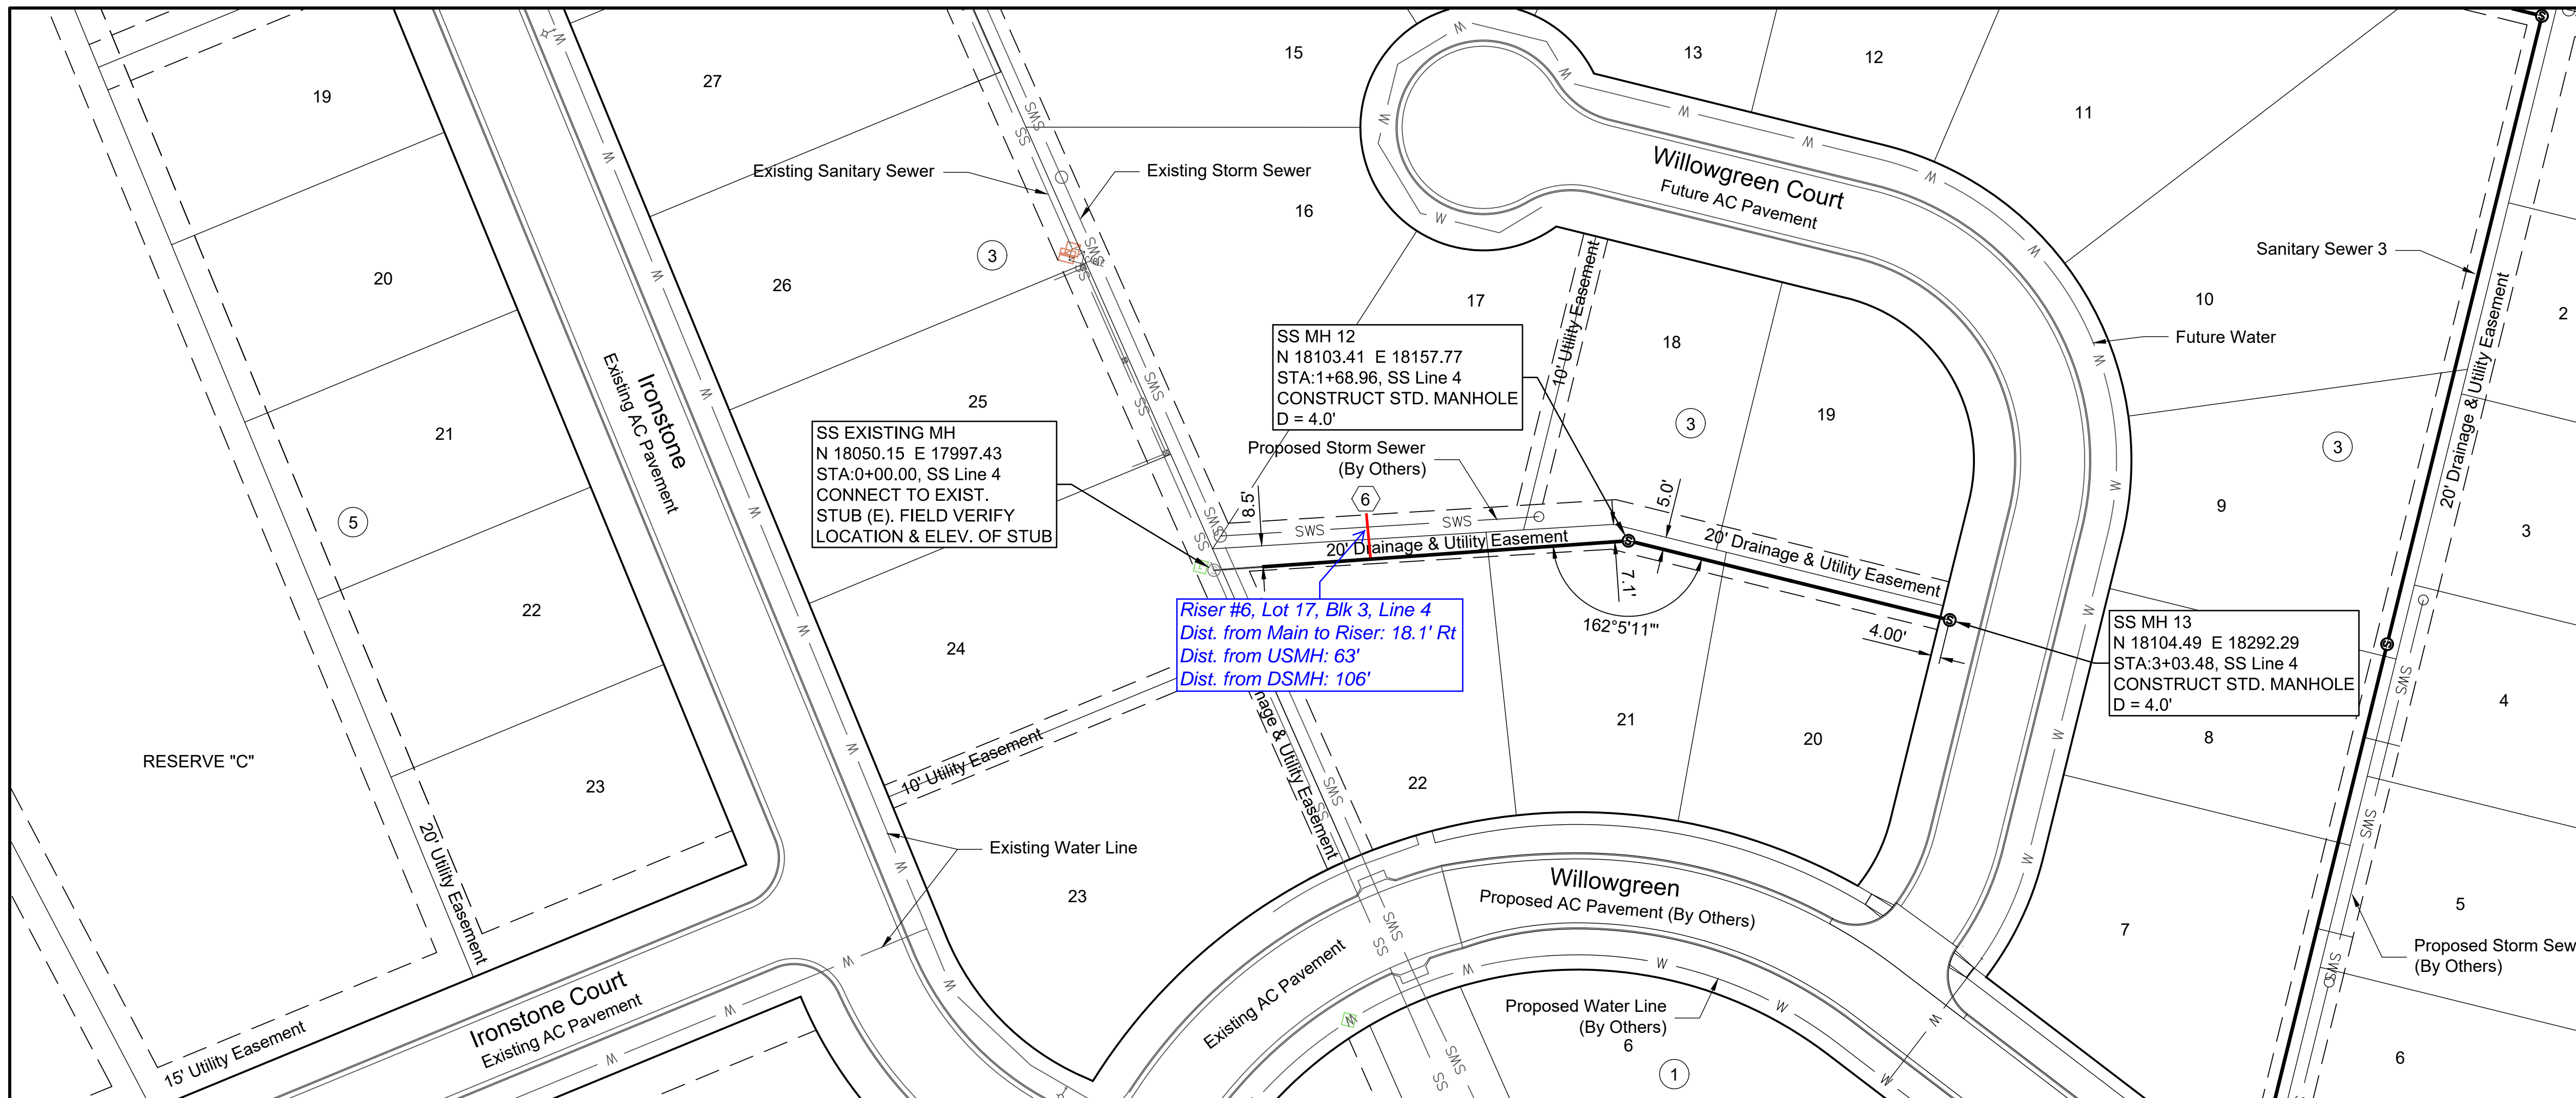 15
13
12
11
27
19
Existing Sanitary Sewer
Existing Storm Sewer
SWS
SS
16
3
26
20
Willowgreen Court
Future AC Pavement
Sanitary Sewer 3
20' Drainage & Utility Easement
10
2
Future Water
17
18
19
10' Utility Easement
SS MH 12
N 18103.41 E 18157.77
STA:1+68.96, SS Line 4
CONSTRUCT STD. MANHOLE
D = 4.0'
Ironstone
Existing AC Pavement
25
21
5
SS EXISTING MH
N 18050.15 E 17997.43
STA:0+00.00, SS Line 4
CONNECT TO EXIST.
STUB (E). FIELD VERIFY
LOCATION & ELEV. OF STUB
Proposed Storm Sewer
(By Others)
3
3
9
3
8.5'
6
5.0'
SWS
SWS
20' Drainage & Utility Easement
20' Drainage & Utility Easement
7.1'
162°5'11"'
4.00'
Riser #6, Lot 17, Blk 3, Line 4
Dist. from Main to Riser: 18.1' Rt
Dist. from USMH: 63'
Dist. from DSMH: 106'
SS MH 13
N 18104.49 E 18292.29
STA:3+03.48, SS Line 4
CONSTRUCT STD. MANHOLE
D = 4.0'
22
24
21
20
8
4
RESERVE "C"
23
10' Utility Easement
nage & Utility Easement
22
20' Utility Easement
Existing Water Line
23
Willowgreen
Proposed AC Pavement (By Others)
Existing AC Pavement
7
5
Proposed Storm Sew
(By Others)
Ironstone Court
Existing AC Pavement
15' Utility Easement
Proposed Water Line
(By Others)
6
1
6
W
SWS
SS